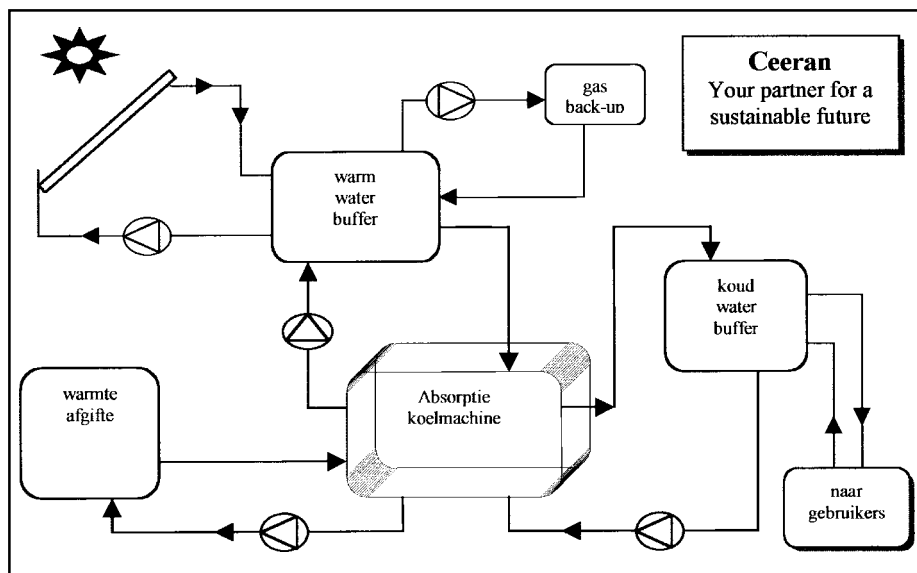 Ceeran
Your partner for a
sustainable future
gas
back-up
warm
water
buffer
koud
water
buffer
warmte
afgifte
Absorptie
koelmachine
naar
gebruikers